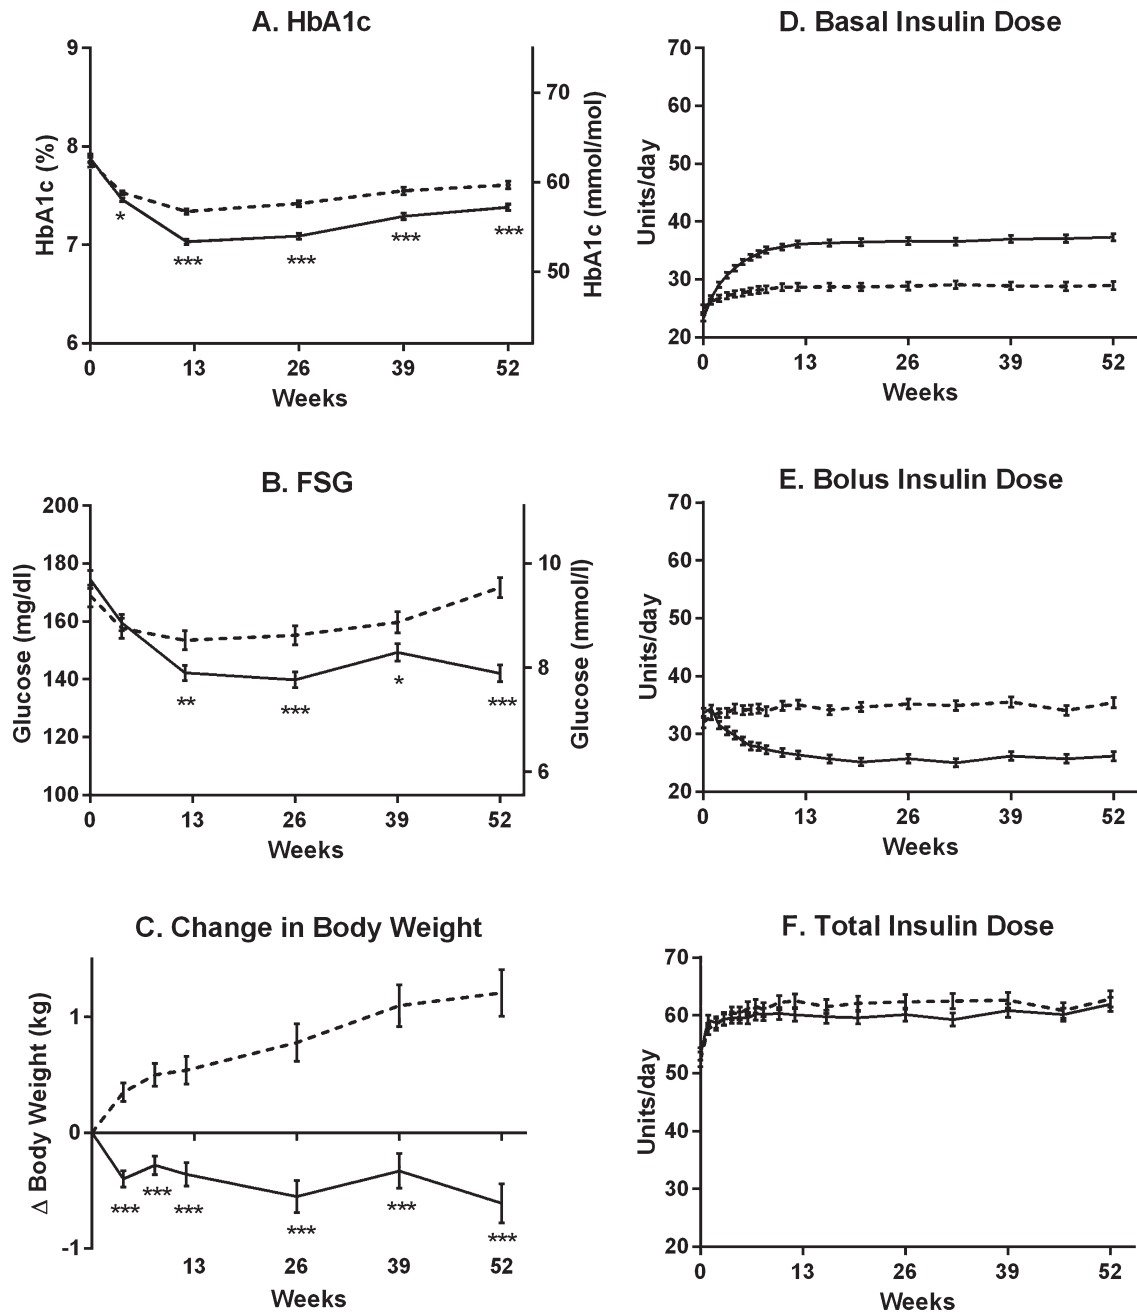 A. HbA1c
9
8
7
6
HbA1c (%)
70
60
50
HbA1c (mmol/mol)
*
***
***
***
***
0 13 26 39 52
Weeks
D. Basal Insulin Dose
70
60
50
40
30
20
Units/day
0 13 26 39 52
Weeks
B. FSG
200
180
160
140
120
100
Glucose (mg/dl)
10
8
6
Glucose (mmol/l)
**
***
*
***
0 13 26 39 52
Weeks
E. Bolus Insulin Dose
70
60
50
40
30
20
Units/day
0 13 26 39 52
Weeks
C. Change in Body Weight
1
0
-1
Δ Body Weight (kg)
***
***
***
***
***
***
13 26 39 52
Weeks
F. Total Insulin Dose
70
60
50
40
30
20
Units/day
0 13 26 39 52
Weeks